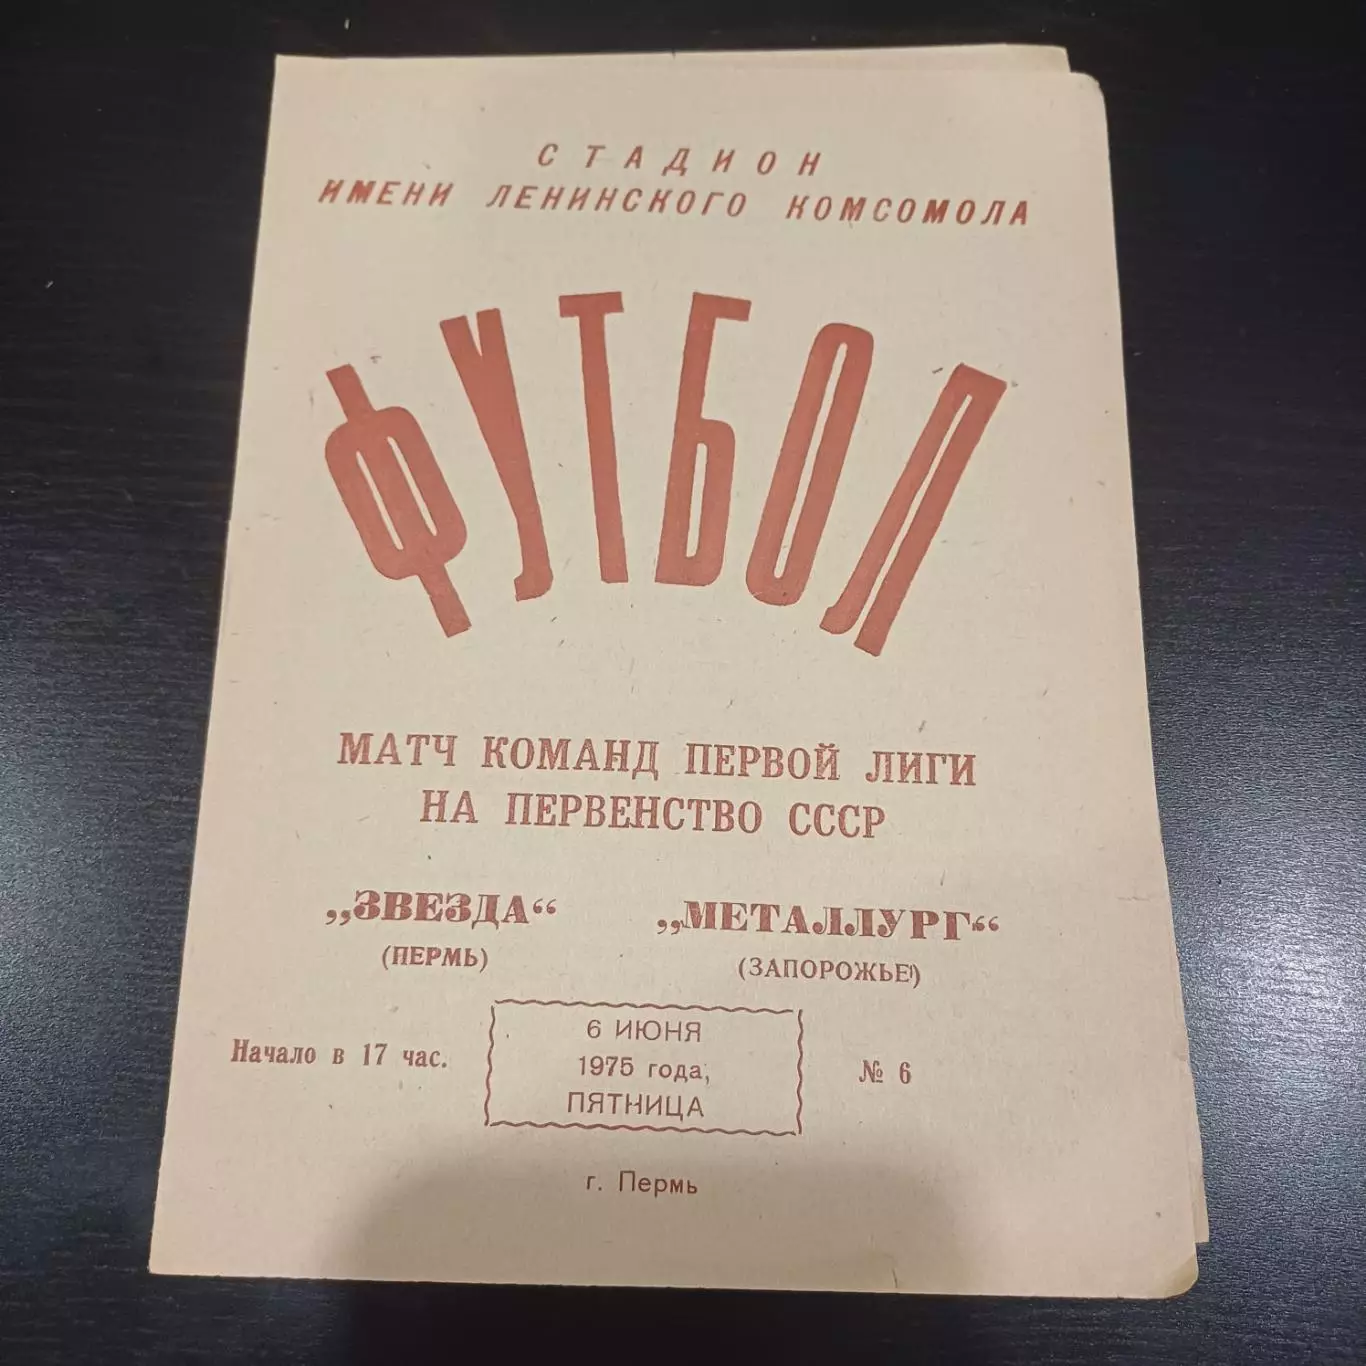 СТАДИОН
ИМЕНИ ЛЕНИНСКОГО КОМСОМОЛА
ФУТБОЛ
МАТЧ КОМАНД ПЕРВОЙ ЛИГИ
НА ПЕРВЕНСТВО СССР
„ЗВЕЗДА“ „МЕТАЛЛУРГ“
(ПЕРМЬ) (ЗАПОРОЖЬЕ)
Начало в 17 час.
6 ИЮНЯ
1975 года,
ПЯТНИЦА
№ 6
г. Пермь